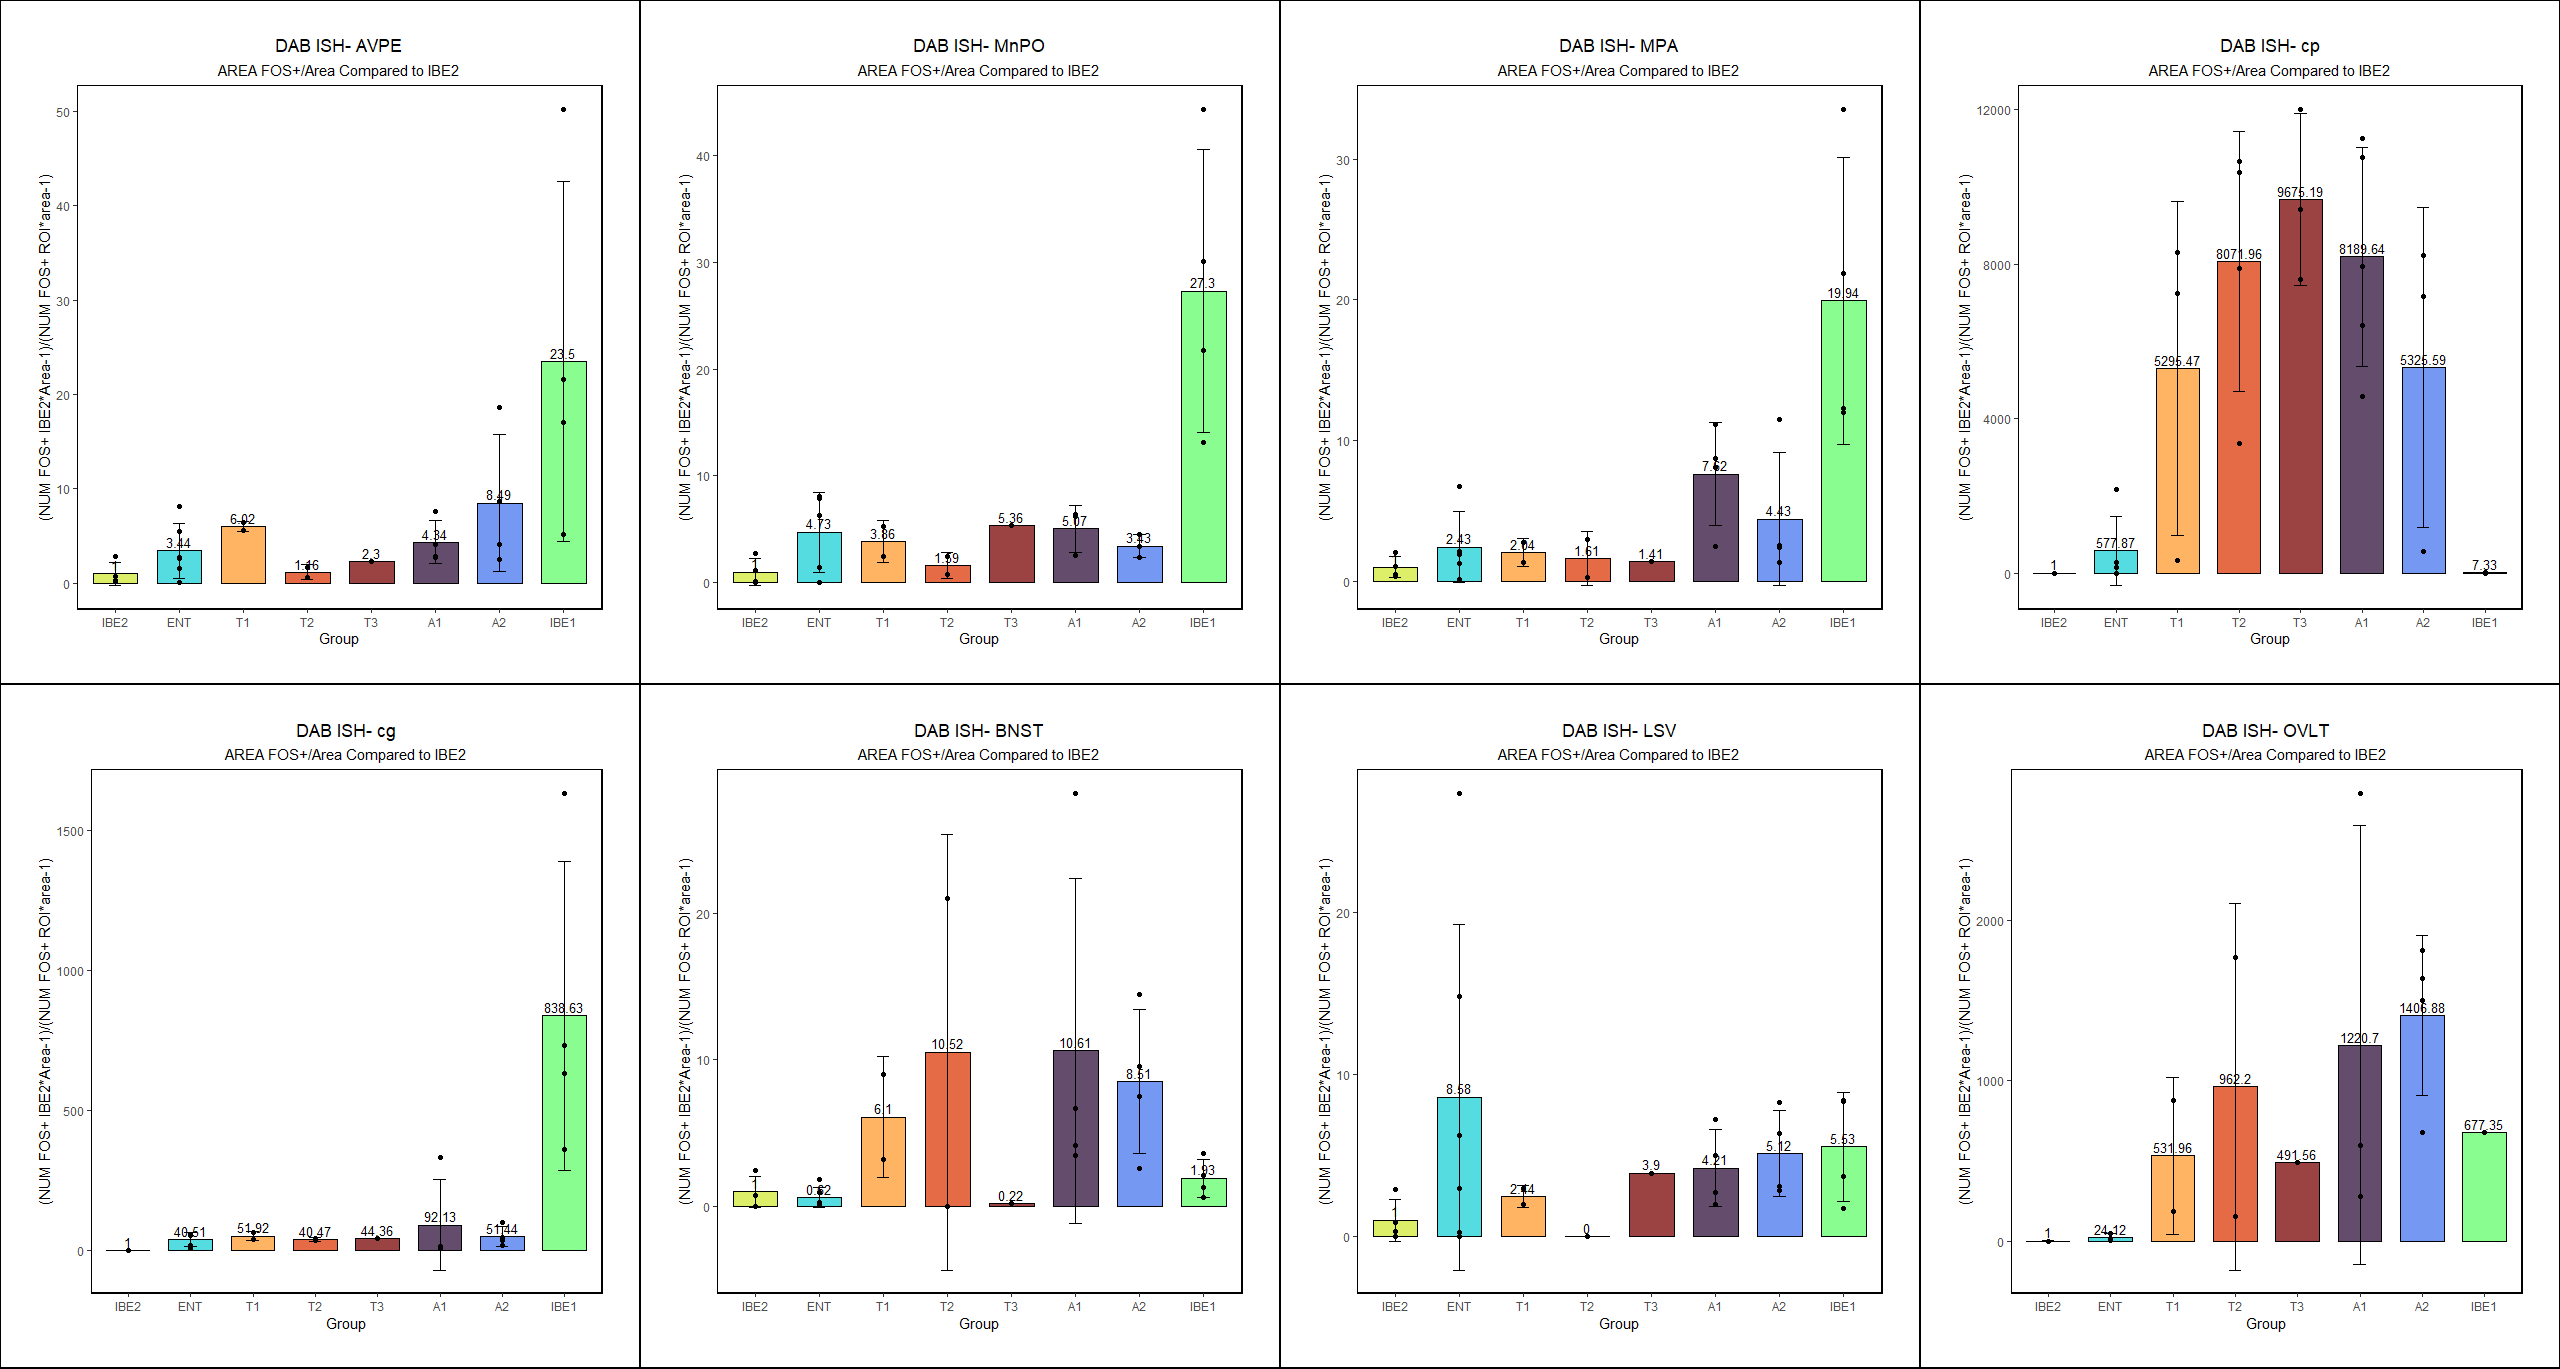 DAB ISH- AVPE
AREA FOS+/Area Compared to IBE2
(NUM FOS+ IBE2*Area-1)/(NUM FOS+ ROI*area-1)
50
40
30
20
10
0
1
3.44
6.02
1.16
2.3
4.34
8.49
23.5
IBE2 ENT T1 T2 T3 A1 A2 IBE1
Group
DAB ISH- MnPO
AREA FOS+/Area Compared to IBE2
(NUM FOS+ IBE2*Area-1)/(NUM FOS+ ROI*area-1)
40
30
20
10
0
1
4.73
3.86
1.59
5.36
5.07
3.43
27.3
IBE2 ENT T1 T2 T3 A1 A2 IBE1
Group
DAB ISH- MPA
AREA FOS+/Area Compared to IBE2
(NUM FOS+ IBE2*Area-1)/(NUM FOS+ ROI*area-1)
30
20
10
0
1
2.43
2.04
1.61
1.41
7.62
4.43
19.94
IBE2 ENT T1 T2 T3 A1 A2 IBE1
Group
DAB ISH- cp
AREA FOS+/Area Compared to IBE2
(NUM FOS+ IBE2*Area-1)/(NUM FOS+ ROI*area-1)
12000
8000
4000
0
1
577.87
5295.47
8071.96
9675.19
8189.64
5325.59
7.33
IBE2 ENT T1 T2 T3 A1 A2 IBE1
Group
DAB ISH- cg
AREA FOS+/Area Compared to IBE2
(NUM FOS+ IBE2*Area-1)/(NUM FOS+ ROI*area-1)
1500
1000
500
0
1
40.51
51.92
40.47
44.36
92.13
51.44
838.63
IBE2 ENT T1 T2 T3 A1 A2 IBE1
Group
DAB ISH- BNST
AREA FOS+/Area Compared to IBE2
(NUM FOS+ IBE2*Area-1)/(NUM FOS+ ROI*area-1)
20
10
0
1
0.62
6.1
10.52
0.22
10.61
8.51
1.93
IBE2 ENT T1 T2 T3 A1 A2 IBE1
Group
DAB ISH- LSV
AREA FOS+/Area Compared to IBE2
(NUM FOS+ IBE2*Area-1)/(NUM FOS+ ROI*area-1)
20
10
0
1
8.58
2.44
0
3.9
4.21
5.12
5.53
IBE2 ENT T1 T2 T3 A1 A2 IBE1
Group
DAB ISH- OVLT
AREA FOS+/Area Compared to IBE2
(NUM FOS+ IBE2*Area-1)/(NUM FOS+ ROI*area-1)
2000
1000
0
1
24.12
531.96
962.2
491.56
1220.7
1406.88
677.35
IBE2 ENT T1 T2 T3 A1 A2 IBE1
Group